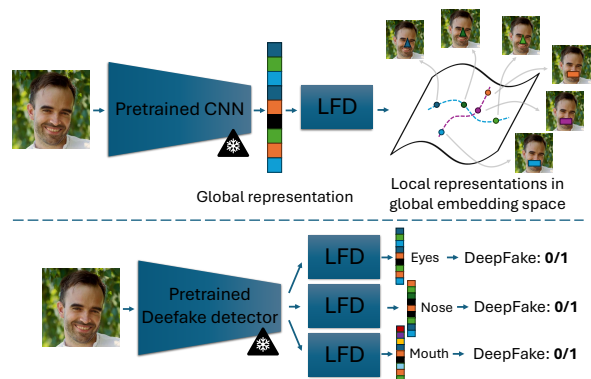 Pretrained CNN
LFD
Global representation
Local representations in
global embedding space
Pretrained
Deefake detector
LFD
Eyes
DeepFake: 0/1
LFD
Nose
DeepFake: 0/1
LFD
Mouth
DeepFake: 0/1